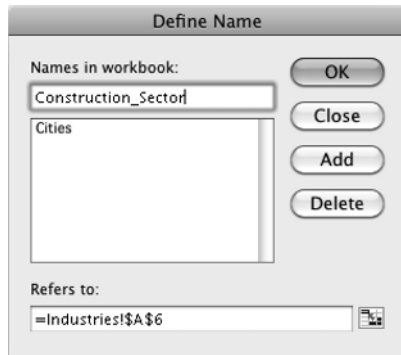 Define Name
Names in workbook:
OK
Construction_Sector
Close
Cities
Add
Delete
Refers to:
=Industries!$A$6